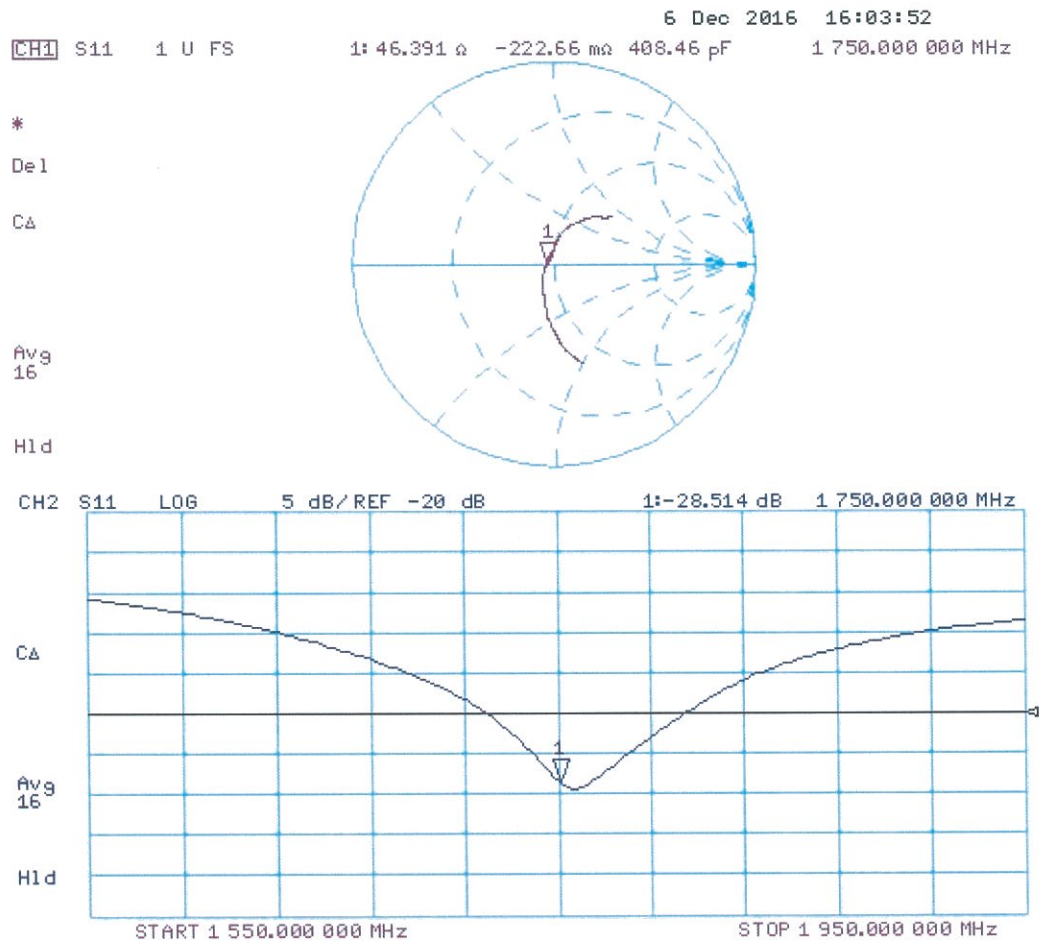 6 Dec 2016 16:03:52
CH1 S11 1 U FS 1: 46.391 Ω -222.66 mΩ 408.46 pF 1 750.000 000 MHz
*
Del
CΔ
1
Avg
16
Hld
CH2 S11 LOG 5 dB/ REF -20 dB 1:-28.514 dB 1 750.000 000 MHz
CΔ
1
Avg
16
Hld
START 1 550.000 000 MHz STOP 1 950.000 000 MHz